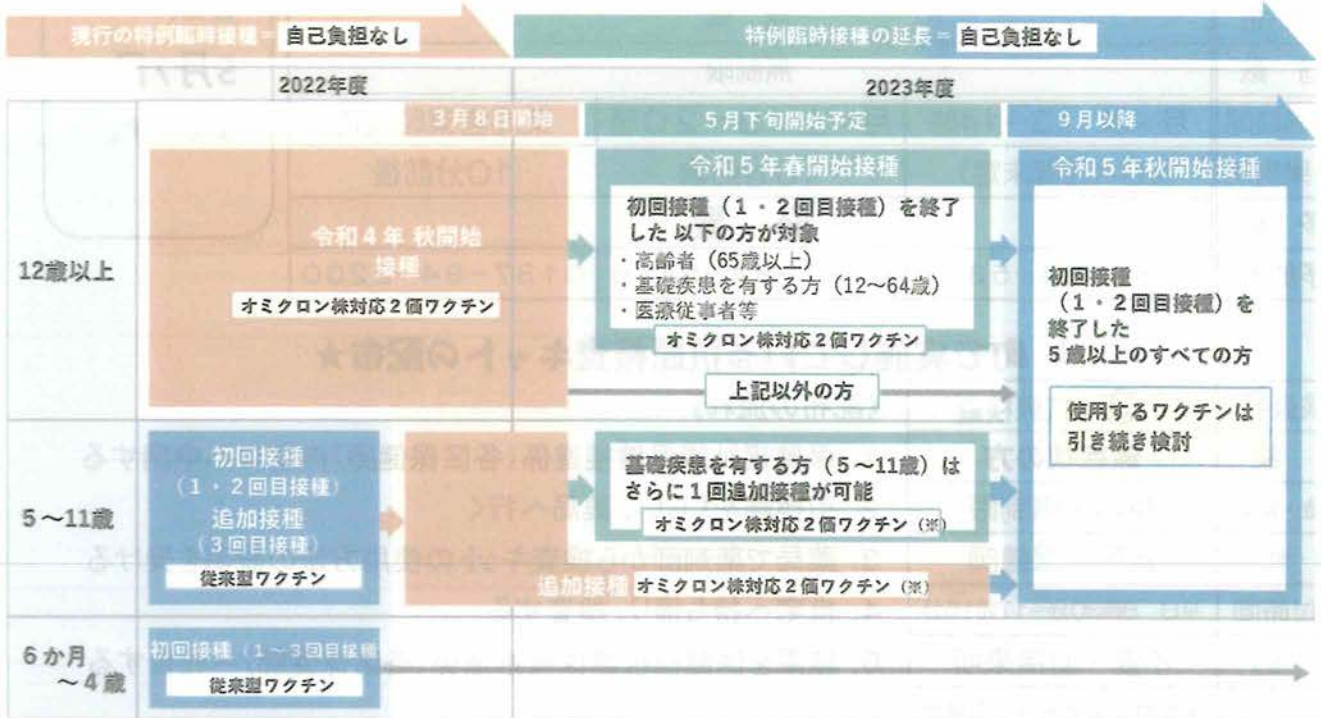 現行の特例臨時接種＝ 自己負担なし
特例臨時接種の延長＝ 自己負担なし
2022年度
2023年度
3月8日開始
5月下旬開始予定
9月以降
12歳以上
令和4年 秋開始
接種
オミクロン株対応2価ワクチン
令和5年春開始接種
初回接種（1・2回目接種）を終了
した以下の方が対象
・高齢者（65歳以上）
・基礎疾患を有する方（12～64歳）
・医療従事者等
オミクロン株対応2価ワクチン
上記以外の方
令和5年秋開始接種
初回接種
（1・2回目接種）を
終了した
5歳以上のすべての方
使用するワクチンは
引き続き検討
5～11歳
初回接種
（1・2回目接種）
追加接種
（3回目接種）
従来型ワクチン
基礎疾患を有する方（5～11歳）は
さらに1回追加接種が可能
オミクロン株対応2価ワクチン（※）
追加接種 オミクロン株対応2価ワクチン（※）
6か月
～4歳
初回接種（1～3回目接種
従来型ワクチン